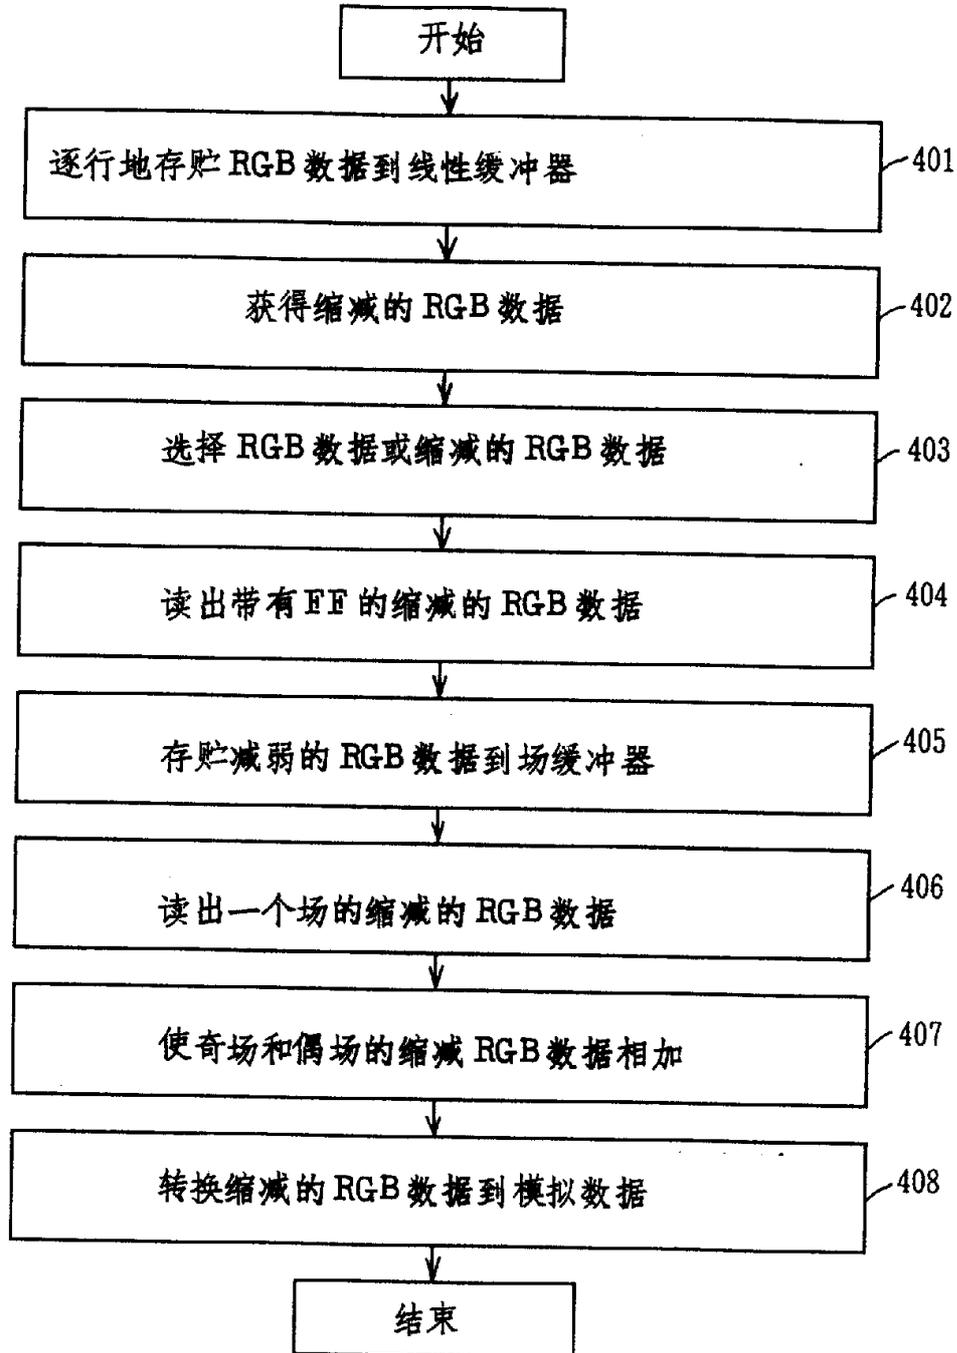 开始
逐行地存贮RGB数据到线性缓冲器
401
获得缩减的RGB数据
402
选择RGB数据或缩减的RGB数据
403
读出带有FF的缩减的RGB数据
404
存贮减弱的RGB数据到场缓冲器
405
读出一个场的缩减的RGB数据
406
使奇场和偶场的缩减RGB数据相加
407
转换缩减的RGB数据到模拟数据
408
结束